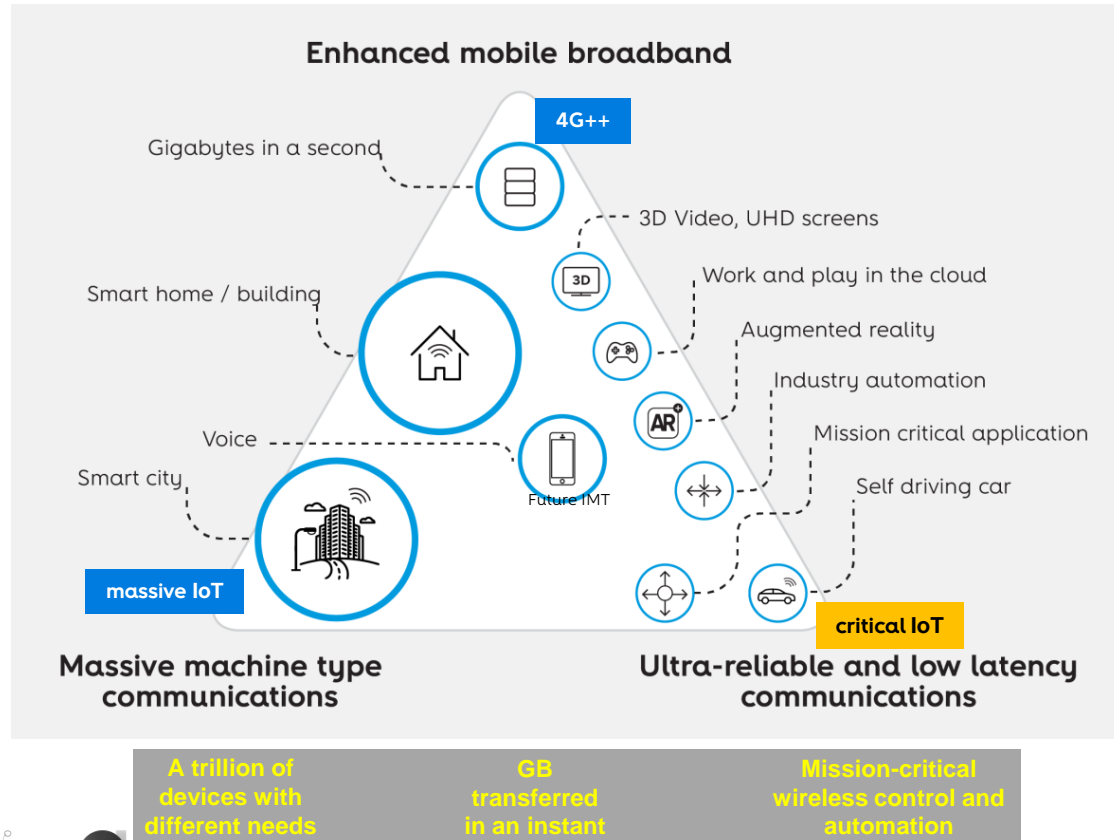 Enhanced mobile broadband
4G++
Gigabytes in a second
3D Video, UHD screens
3D
Work and play in the cloud
Smart home / building
Augmented reality
AR
Industry automation
Voice
Mission critical application
Smart city
Self driving car
Future IMT
massive IoT
critical IoT
Massive machine type
communications
Ultra-reliable and low latency
communications
A trillion of
devices with
different needs
GB
transferred
in an instant
Mission-critical
wireless control and
automation